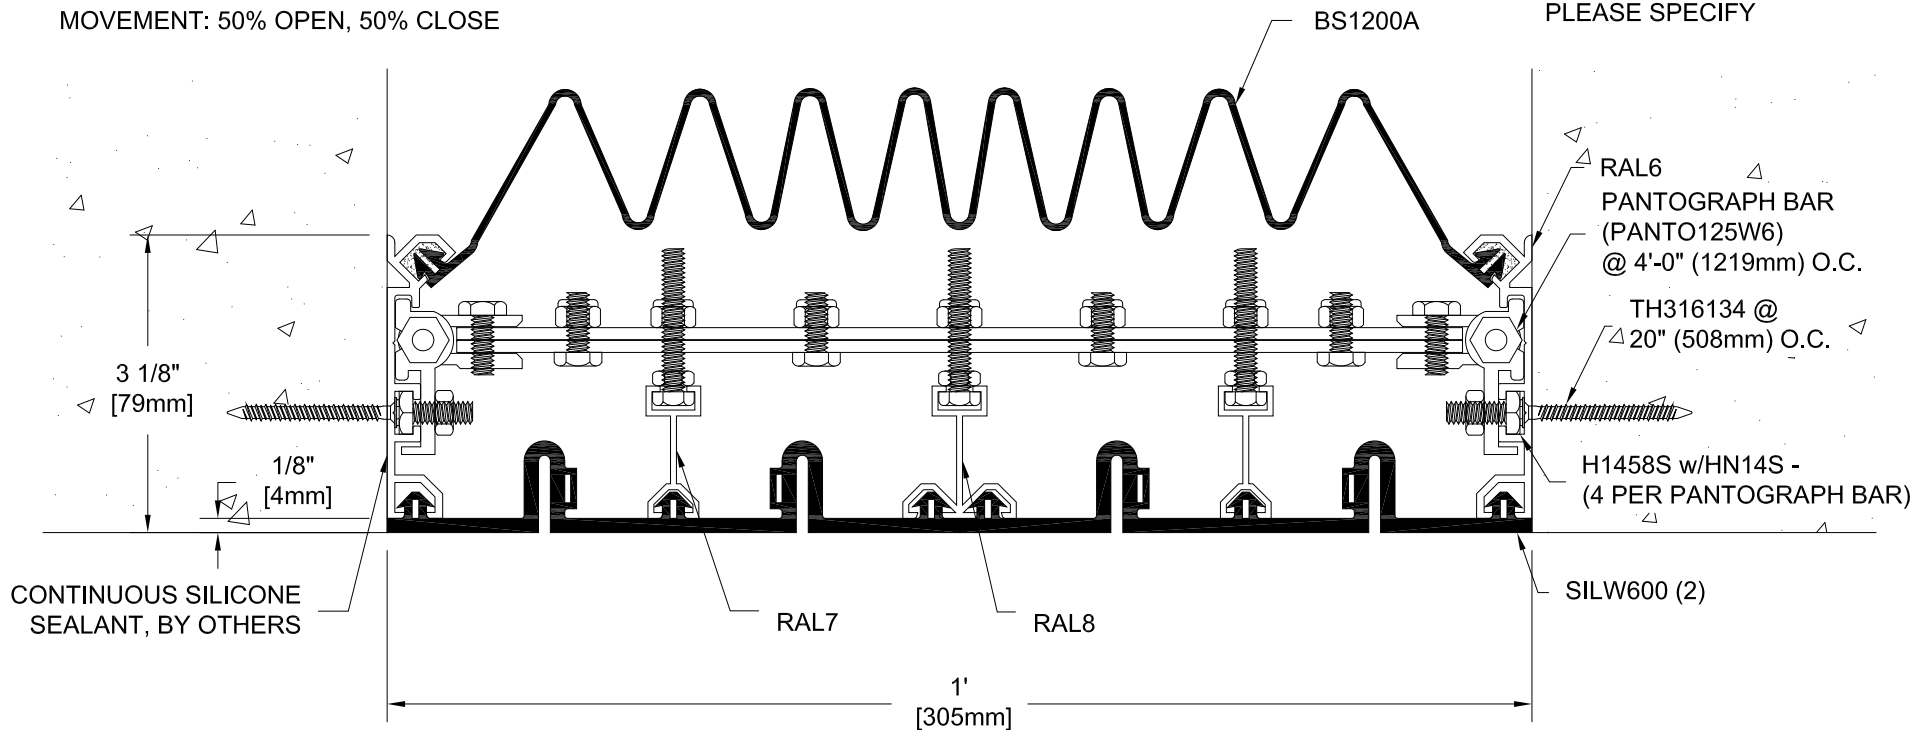 MOVEMENT: 50% OPEN, 50% CLOSE
BS1200A
PLEASE SPECIFY
RAL6
PANTOGRAPH BAR
(PANTO125W6)
@ 4'-0" (1219mm) O.C.
TH316134 @
20" (508mm) O.C.
3 1/8"
[79mm]
1/8"
[4mm]
H1458S w/HN14S -
(4 PER PANTOGRAPH BAR)
CONTINUOUS SILICONE
SEALANT, BY OTHERS
RAL7
RAL8
SILW600 (2)
1'
[305mm]